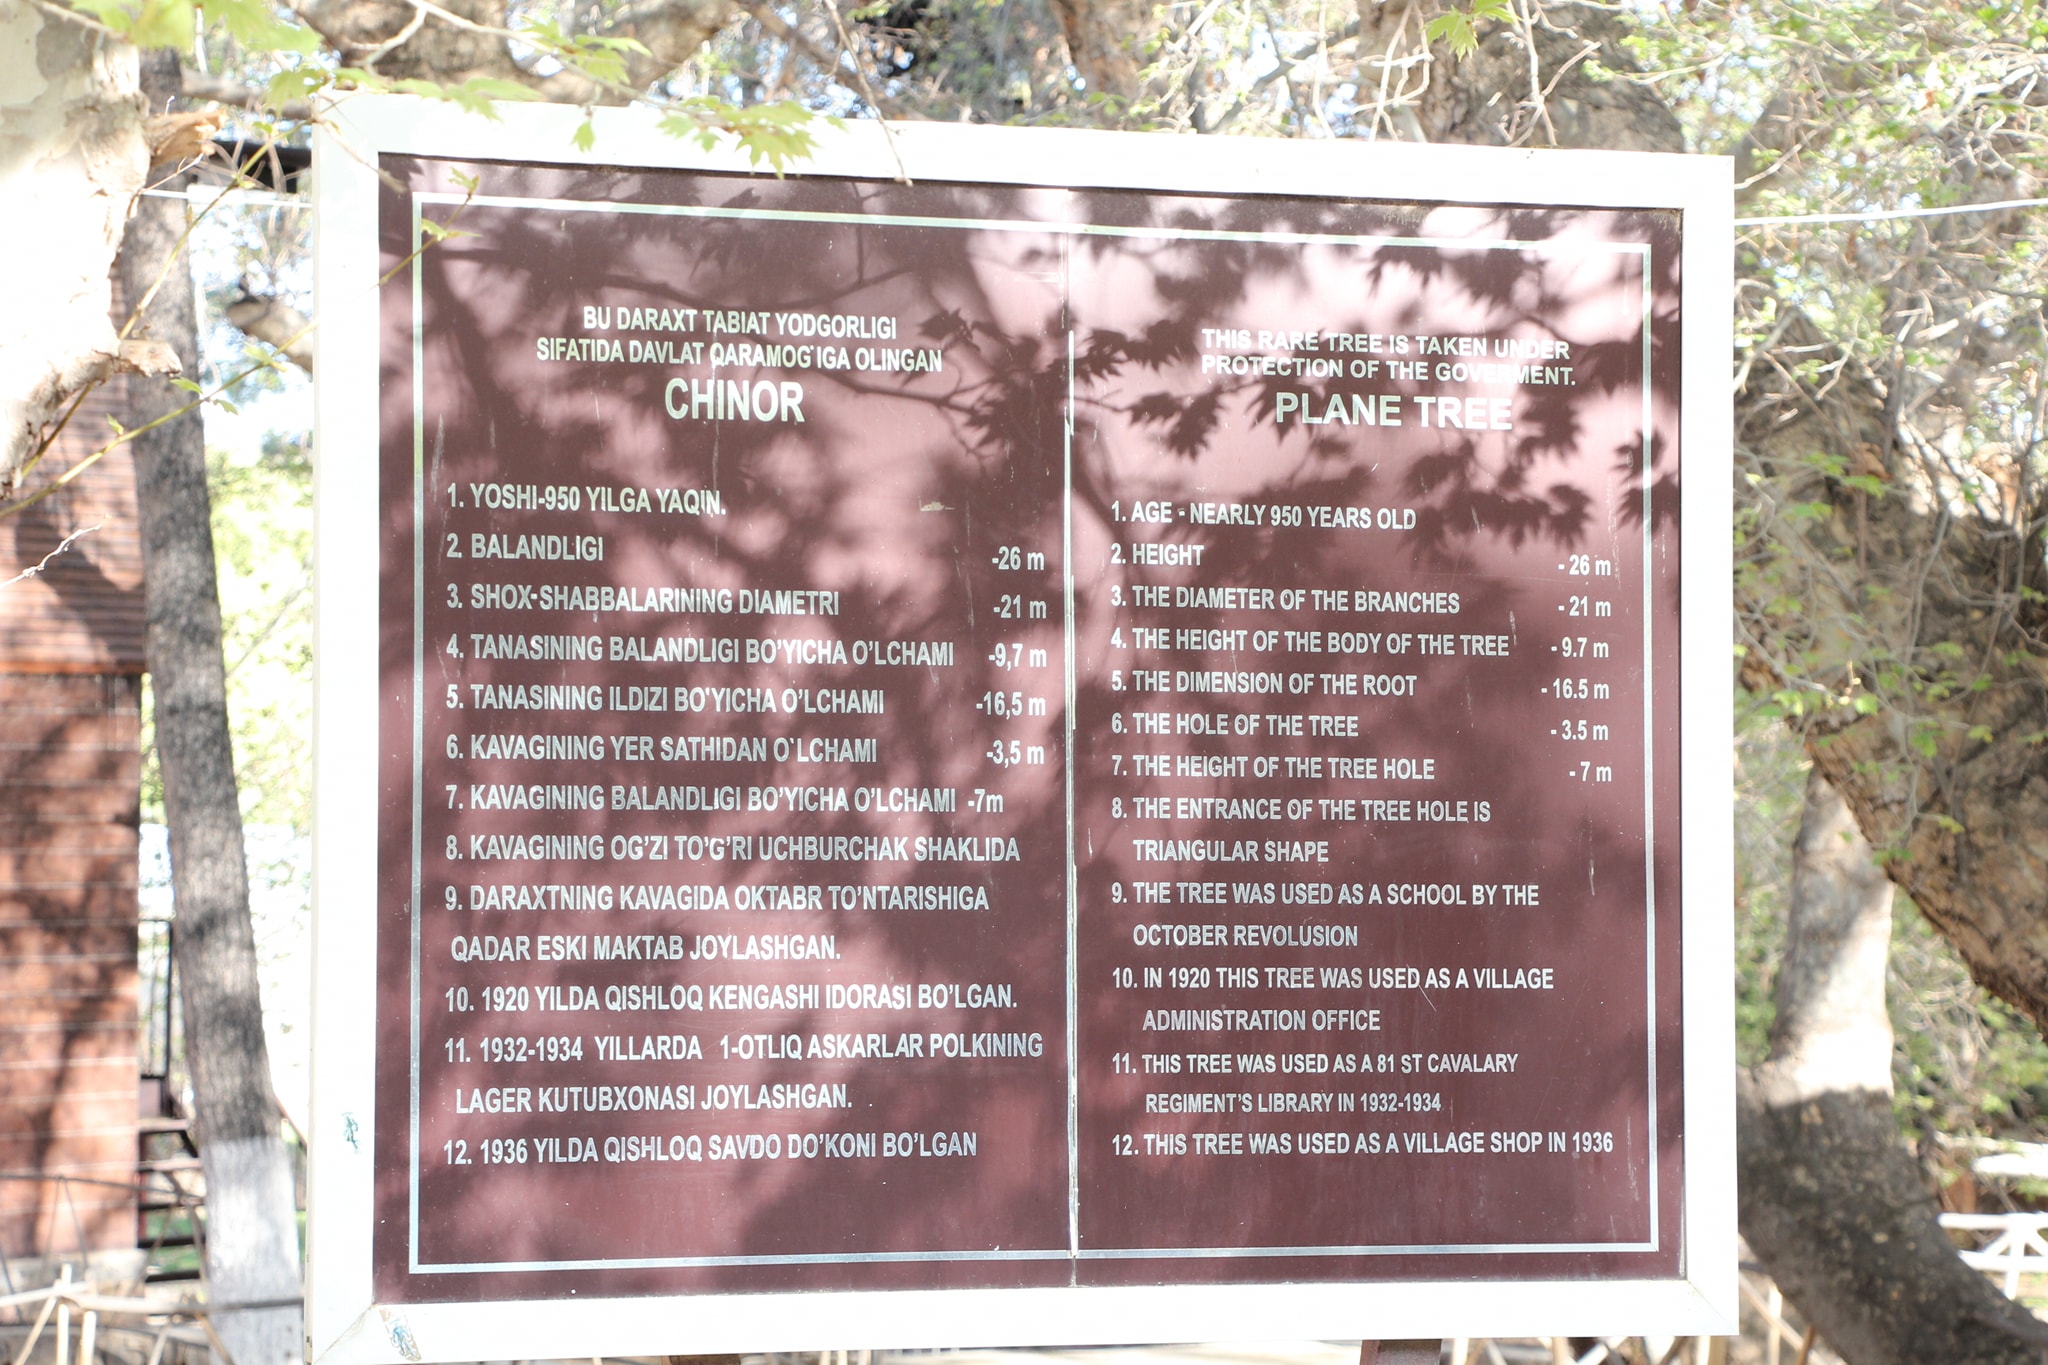 BU DARAXT TABIAT YODGORLIGI
SIFATIDA DAVLAT QARAMOG`IGA OLINGAN
CHINOR
1. YOSHI-950 YILGA YAQIN.
2. BALANDLIGI -26 m
3. SHOX-SHABBALARINING DIAMETRI -21 m
4. TANASINING BALANDLIGI BO'YICHA O'LCHAMI -9,7 m
5. TANASINING ILDIZI BO'YICHA O'LCHAMI -16,5 m
6. KAVAGINING YER SATHIDAN O`LCHAMI -3,5 m
7. KAVAGINING BALANDLIGI BO'YICHA O'LCHAMI -7m
8. KAVAGINING OG'ZI TO'G'RI UCHBURCHAK SHAKLIDA
9. DARAXTNING KAVAGIDA OKTABR TO'NTARISHIGA
QADAR ESKI MAKTAB JOYLASHGAN.
10. 1920 YILDA QISHLOQ KENGASHI IDORASI BO'LGAN.
11. 1932-1934 YILLARDA 1-OTLIQ ASKARLAR POLKINING
LAGER KUTUBXONASI JOYLASHGAN.
12. 1936 YILDA QISHLOQ SAVDO DO'KONI BO'LGAN
THIS RARE TREE IS TAKEN UNDER
PROTECTION OF THE GOVERMENT.
PLANE TREE
1. AGE - NEARLY 950 YEARS OLD
2. HEIGHT - 26 m
3. THE DIAMETER OF THE BRANCHES - 21 m
4. THE HEIGHT OF THE BODY OF THE TREE - 9.7 m
5. THE DIMENSION OF THE ROOT - 16.5 m
6. THE HOLE OF THE TREE - 3.5 m
7. THE HEIGHT OF THE TREE HOLE - 7 m
8. THE ENTRANCE OF THE TREE HOLE IS
TRIANGULAR SHAPE
9. THE TREE WAS USED AS A SCHOOL BY THE
OCTOBER REVOLUSION
10. IN 1920 THIS TREE WAS USED AS A VILLAGE
ADMINISTRATION OFFICE
11. THIS TREE WAS USED AS A 81 ST CAVALARY
REGIMENT'S LIBRARY IN 1932-1934
12. THIS TREE WAS USED AS A VILLAGE SHOP IN 1936